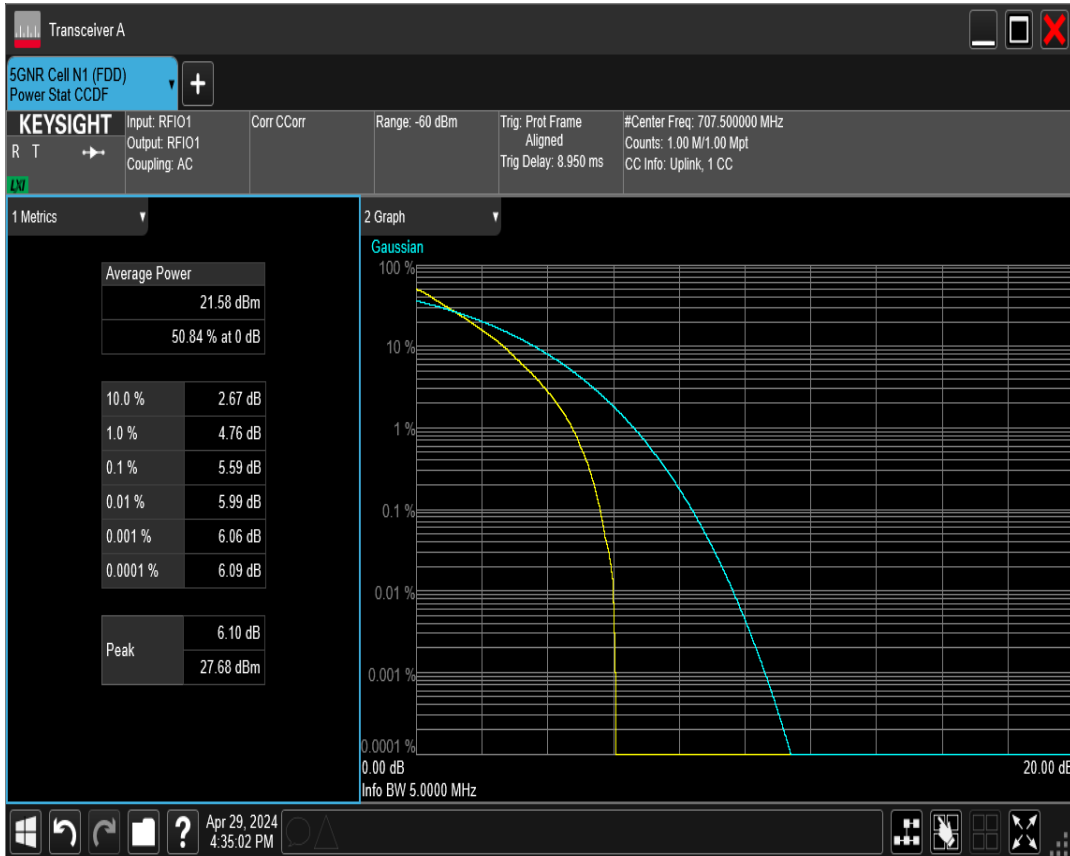 Transceiver A
5GNR Cell N1 (FDD)
Power Stat CCDF
+
KEYSIGHT
R T
LXI
Input: RFIO1
Output: RFIO1
Coupling: AC
Corr CCorr
Range: -60 dBm
Trig: Prot Frame
Aligned
Trig Delay: 8.950 ms
#Center Freq: 707.500000 MHz
Counts: 1.00 M/1.00 Mpt
CC Info: Uplink, 1 CC
1 Metrics
Average Power
21.58 dBm
50.84 % at 0 dB
10.0 % 2.67 dB
1.0 % 4.76 dB
0.1 % 5.59 dB
0.01 % 5.99 dB
0.001 % 6.06 dB
0.0001 % 6.09 dB
Peak
6.10 dB
27.68 dBm
2 Graph
Gaussian
100 %
10 %
1 %
0.1 %
0.01 %
0.001 %
0.0001 %
0.00 dB 20.00 dB
Info BW 5.0000 MHz
?
Apr 29, 2024
4:35:02 PM